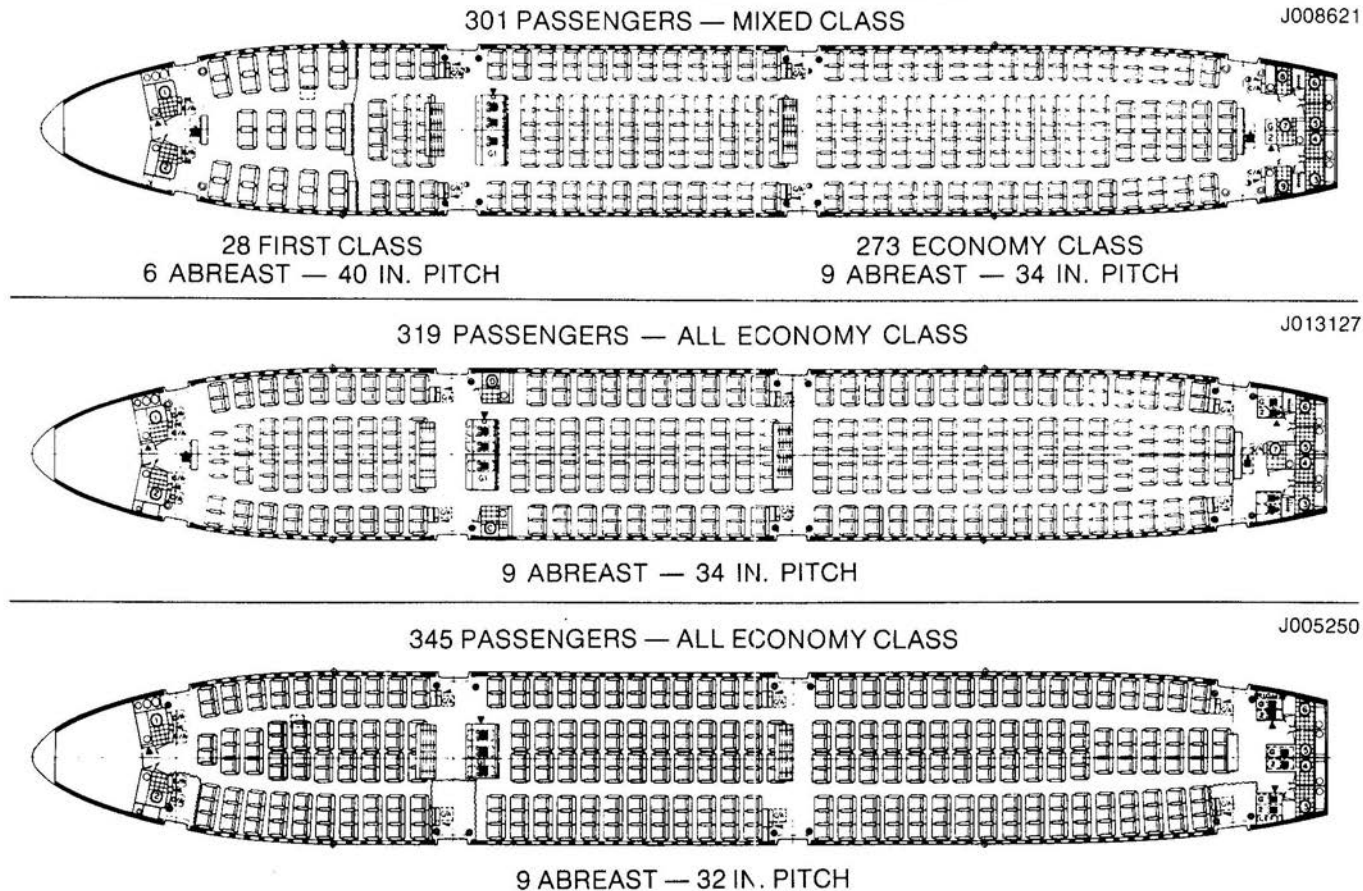 301 PASSENGERS — MIXED CLASS
J008621
28 FIRST CLASS
6 ABREAST — 40 IN. PITCH
273 ECONOMY CLASS
9 ABREAST — 34 IN. PITCH
319 PASSENGERS — ALL ECONOMY CLASS
J013127
9 ABREAST — 34 IN. PITCH
345 PASSENGERS — ALL ECONOMY CLASS
J005250
9 ABREAST — 32 IN. PITCH